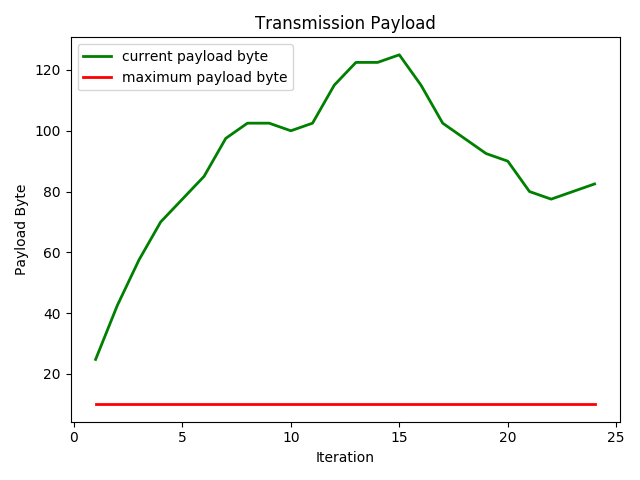 Transmission Payload
current payload byte
maximum payload byte
120
100
80
60
40
20
Payload Byte
0
5
10
15
20
25
Iteration